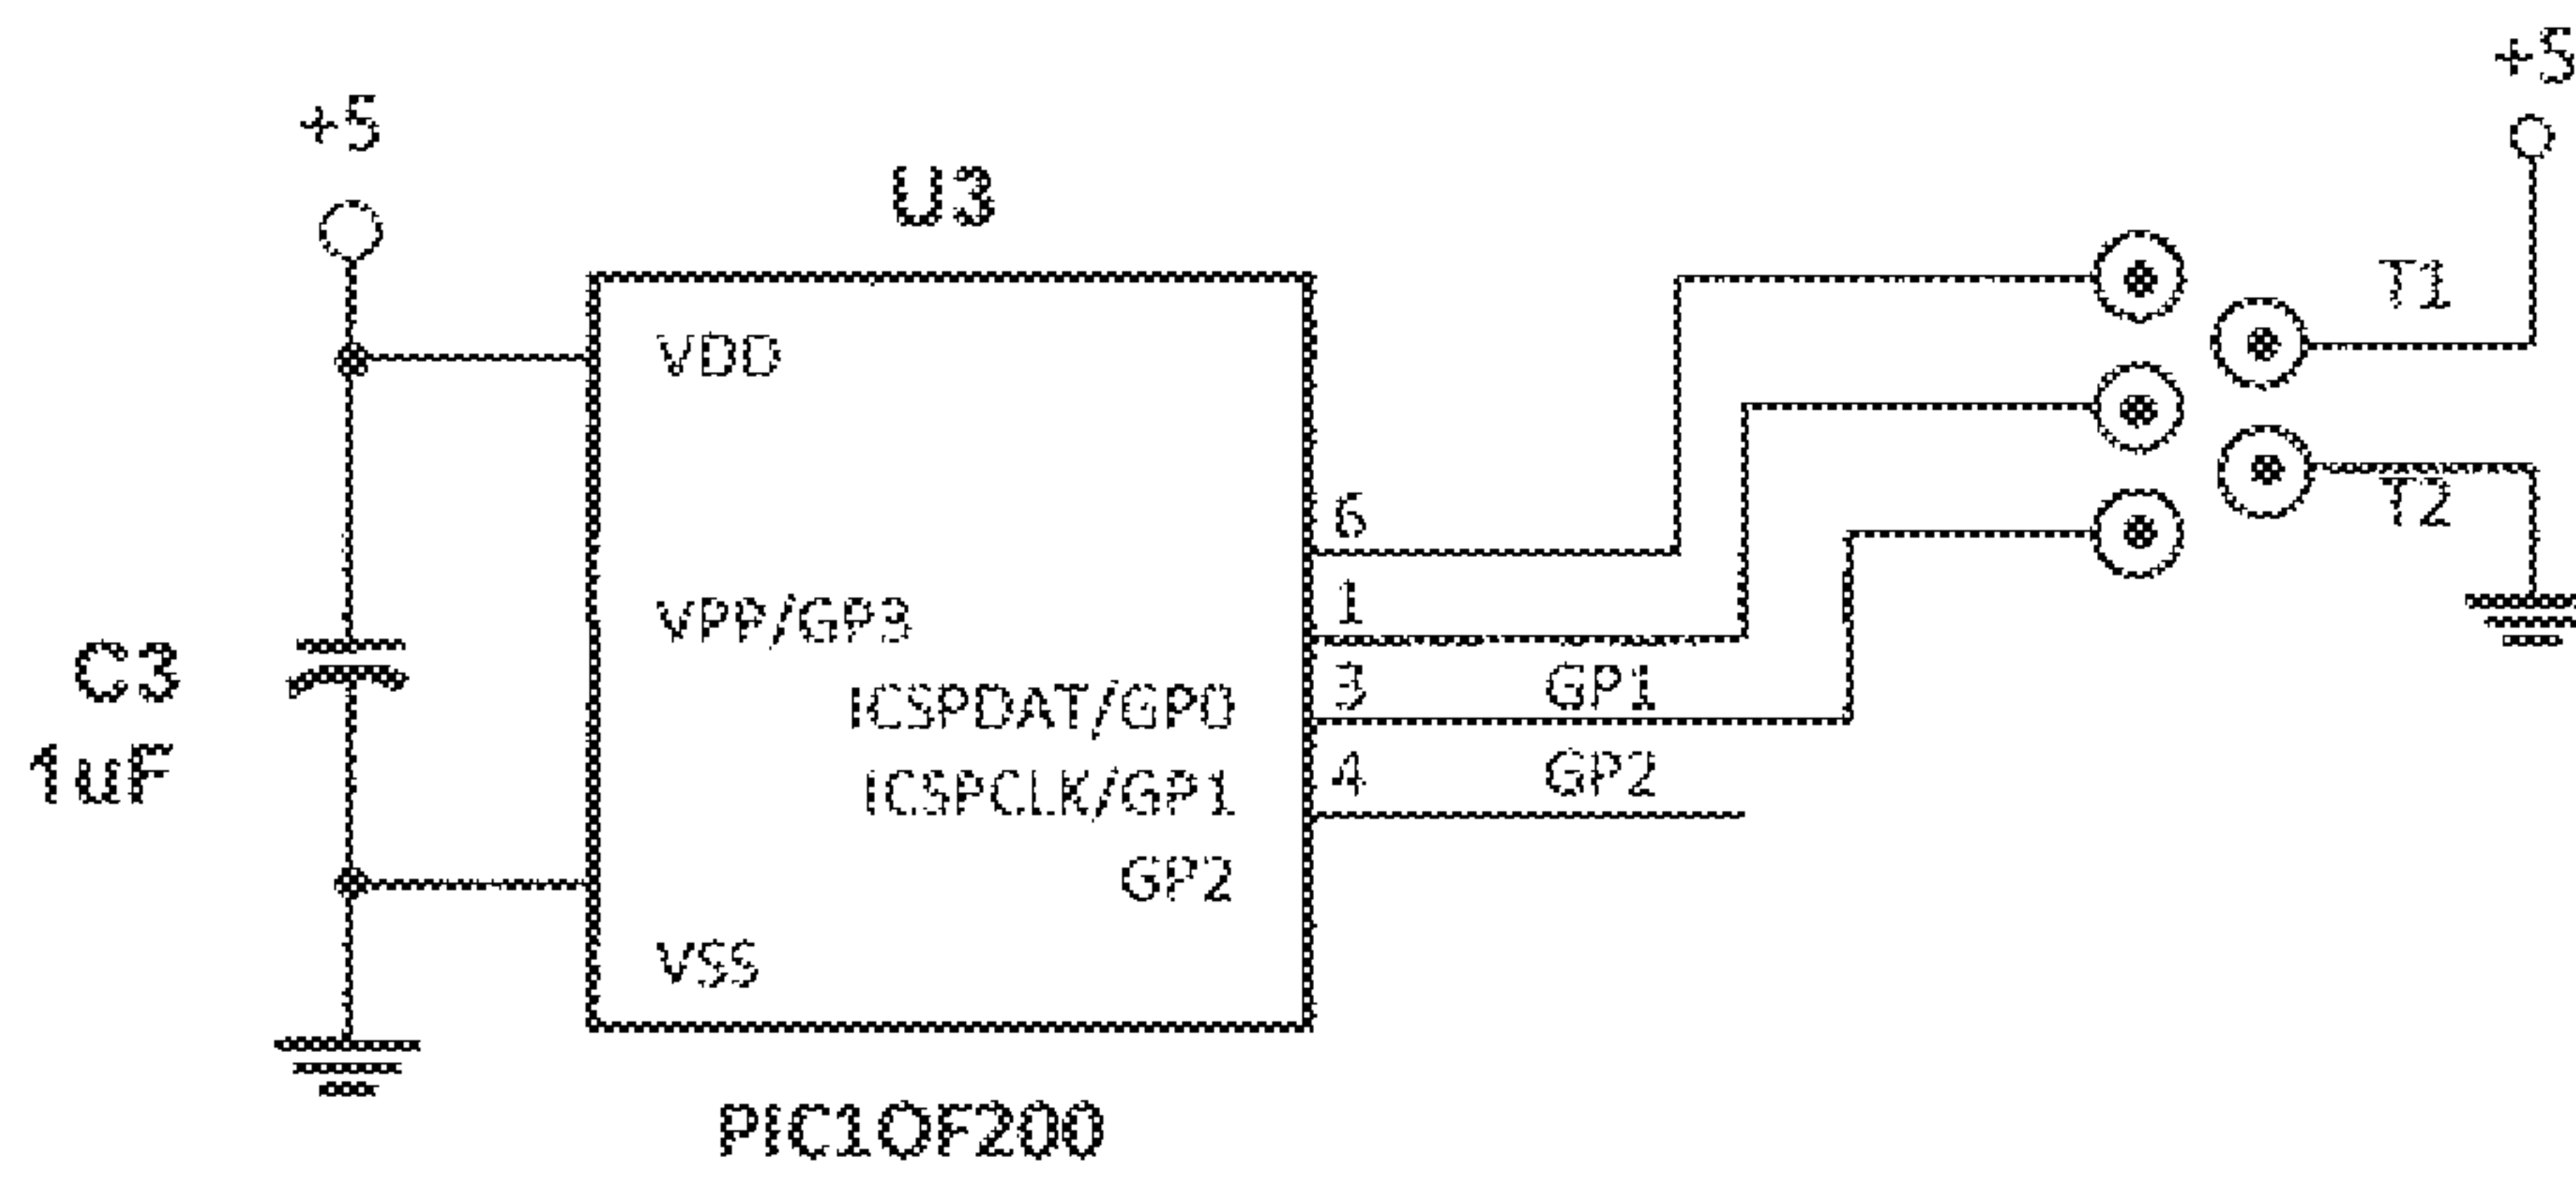 +5
+5
U3
T1
VDD
T2
6
1
VPP/GP3
C3
3
GP1
ICSPDAT/GP0
1uF
4
GP2
ICSPCLK/GP1
GP2
VSS
PIC1OF200